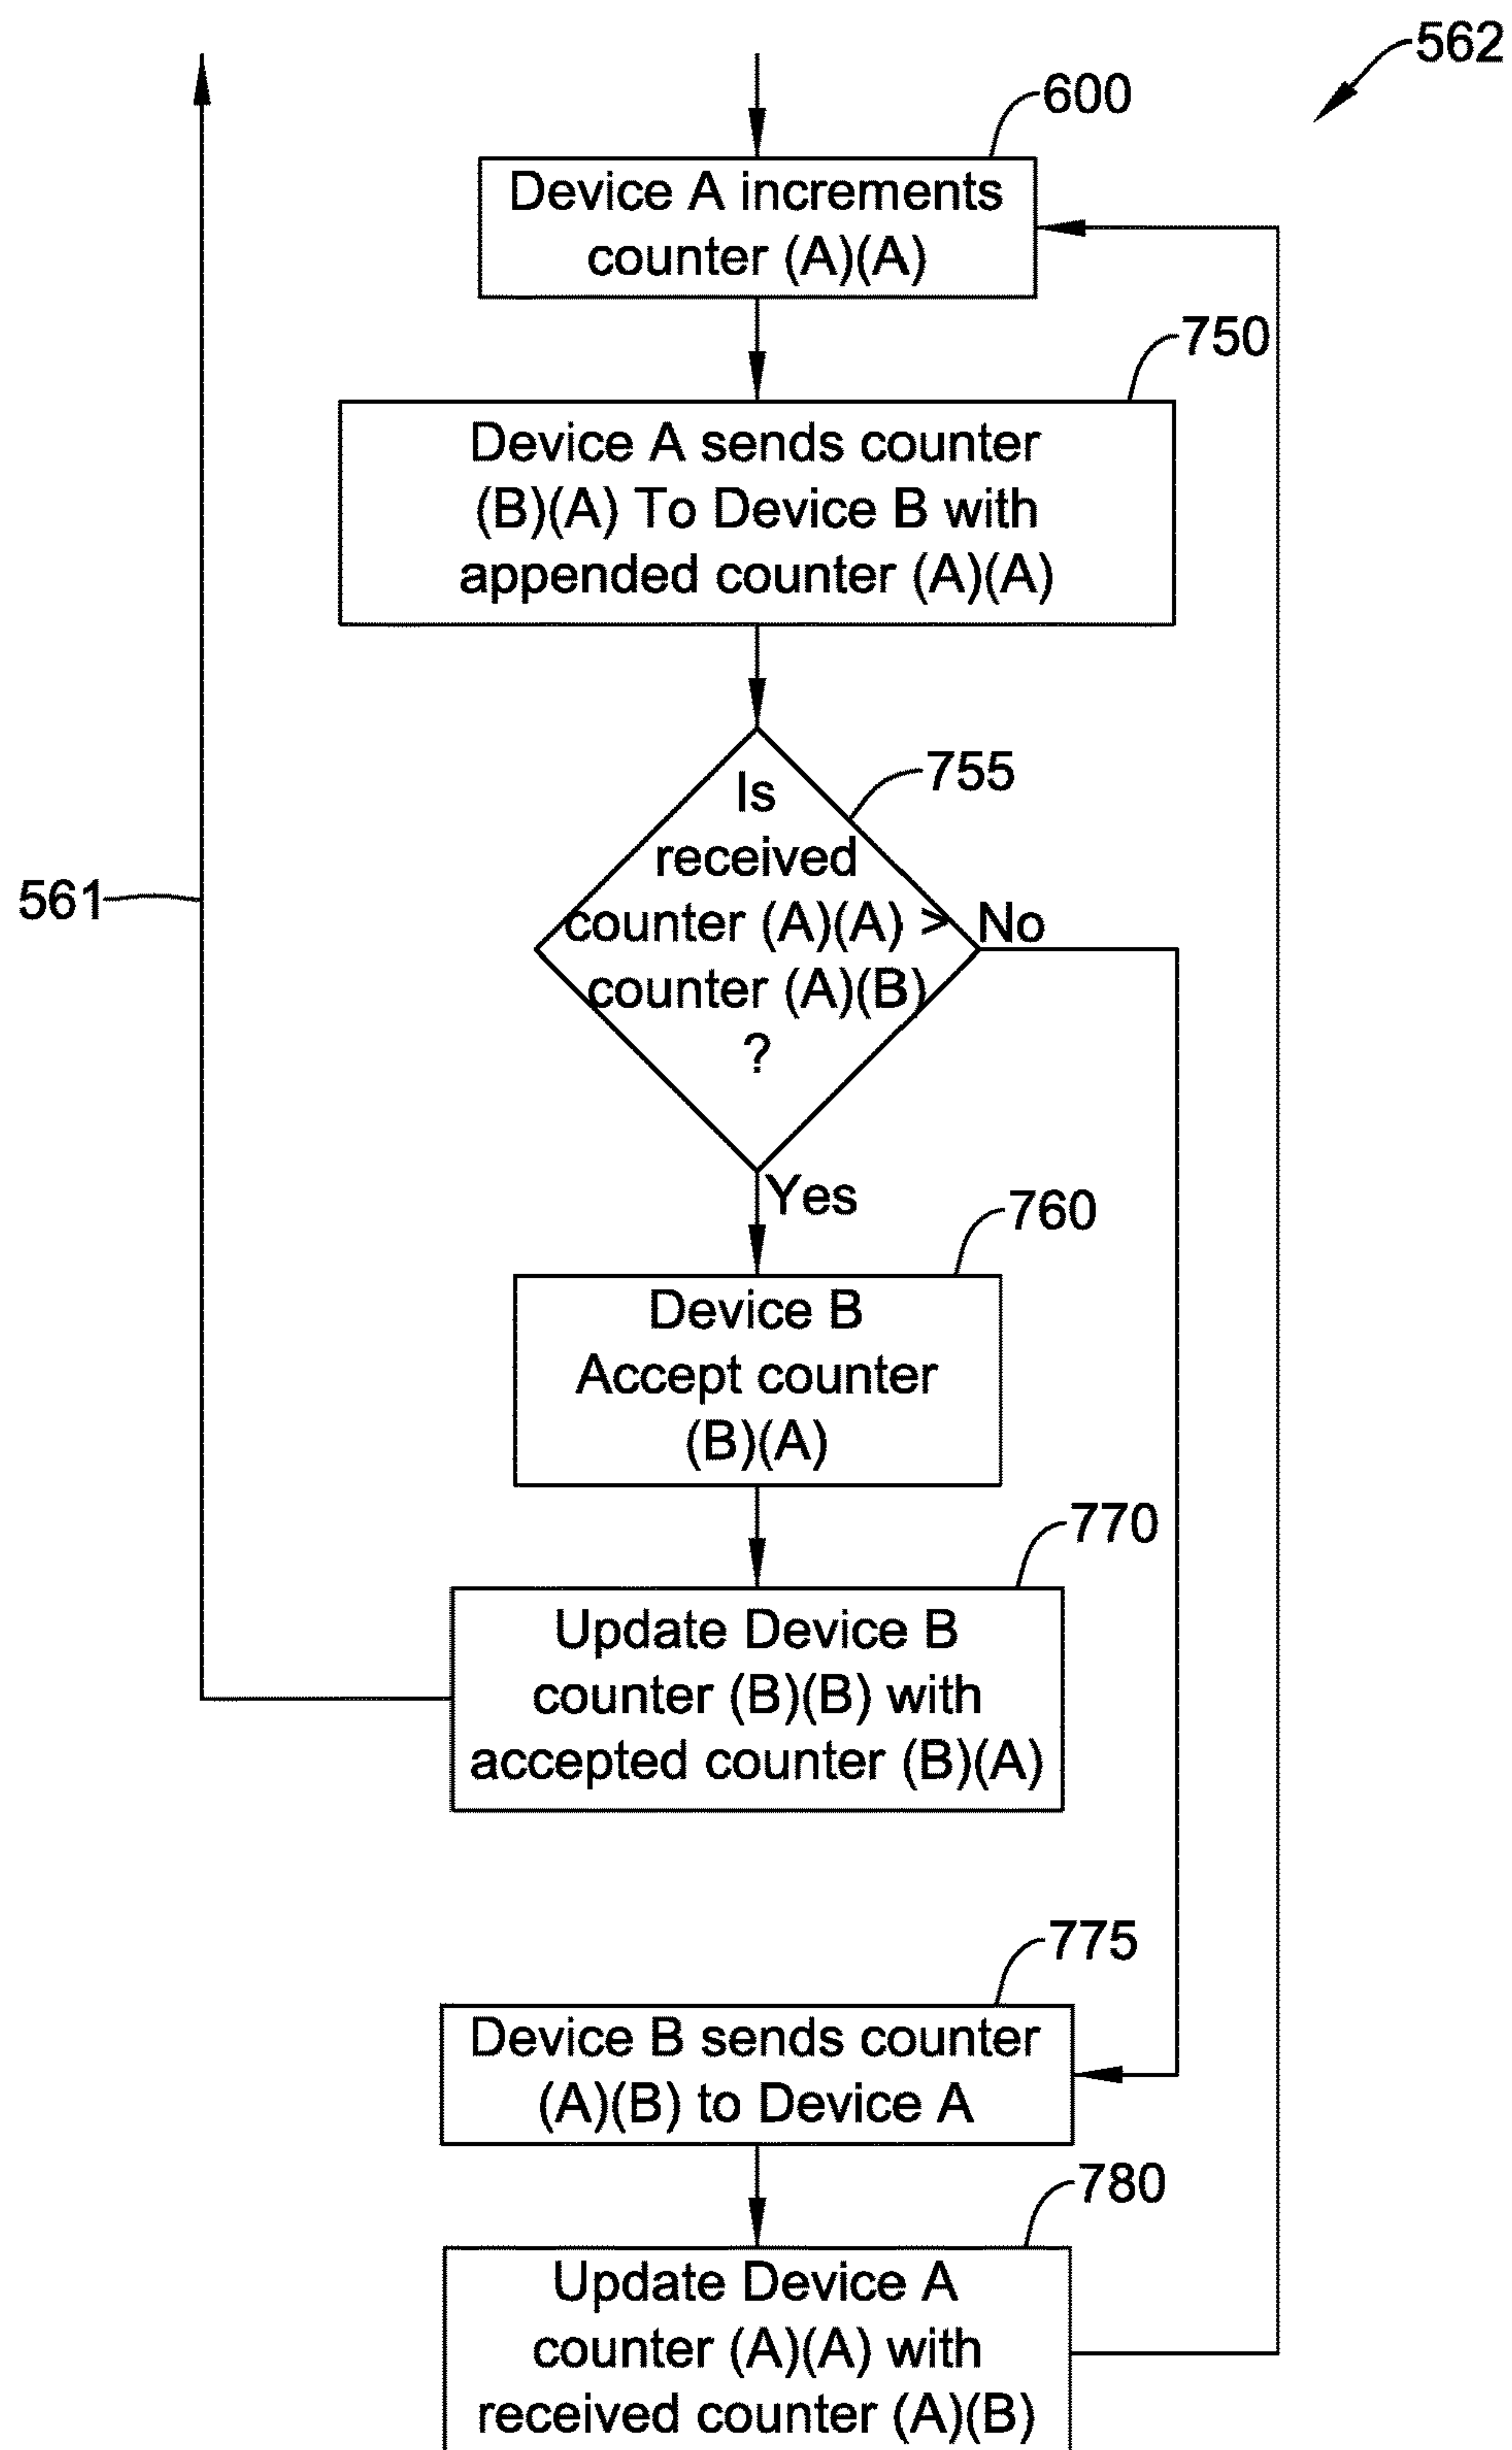 562
600
Device A increments
counter (A)(A)
750
Device A sends counter
(B)(A) To Device B with
appended counter (A)(A)
755
Is
received
counter (A)(A) >
counter (A)(B)
?
No
561
Yes
760
Device B
Accept counter
(B)(A)
770
Update Device B
counter (B)(B) with
accepted counter (B)(A)
775
Device B sends counter
(A)(B) to Device A
780
Update Device A
counter (A)(A) with
received counter (A)(B)